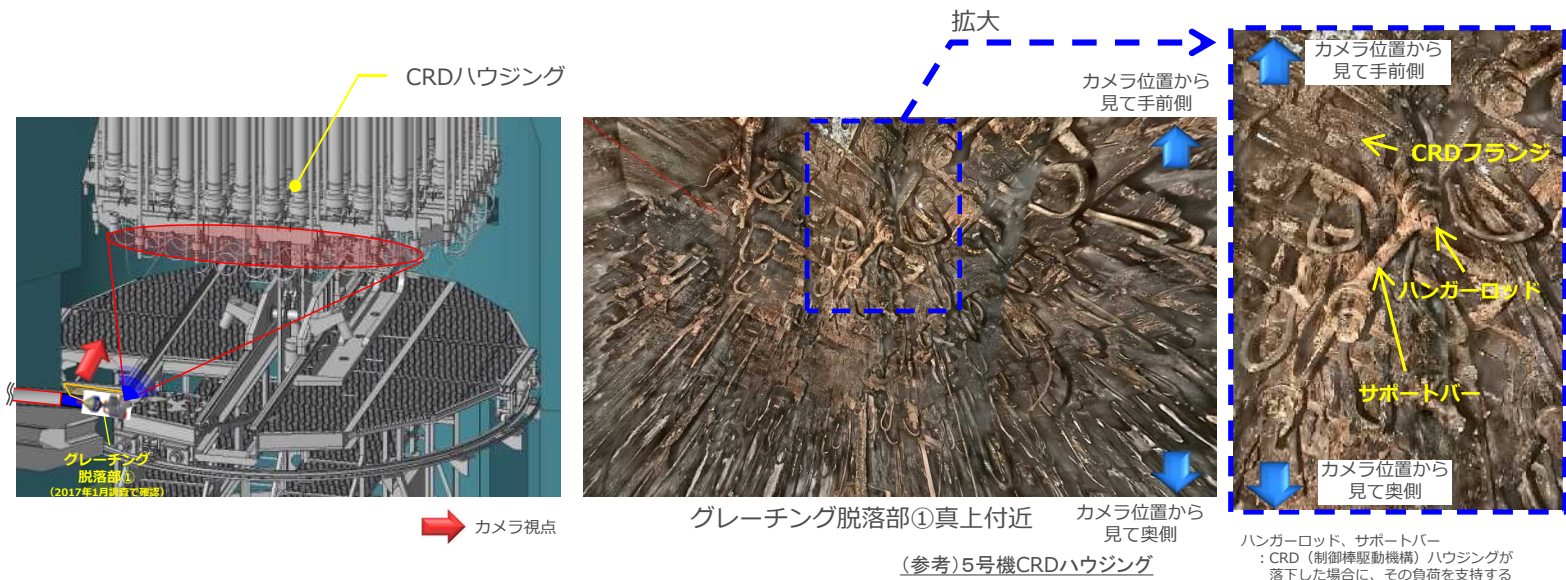 拡大
CRDハウジング
カメラ位置から
見て手前側
カメラ位置から
見て手前側
CRDフランジ
ハンガーロッド
サポートバー
カメラ位置から
見て奥側
グレーチング
脱落部①
(2017年1月調査で確認)
カメラ視点
グレーチング脱落部①真上付近
カメラ位置から
見て奥側
(参考)5号機CRDハウジング
ハンガーロッド、サポートバー
：CRD（制御棒駆動機構）ハウジングが
落下した場合に、その負荷を支持する